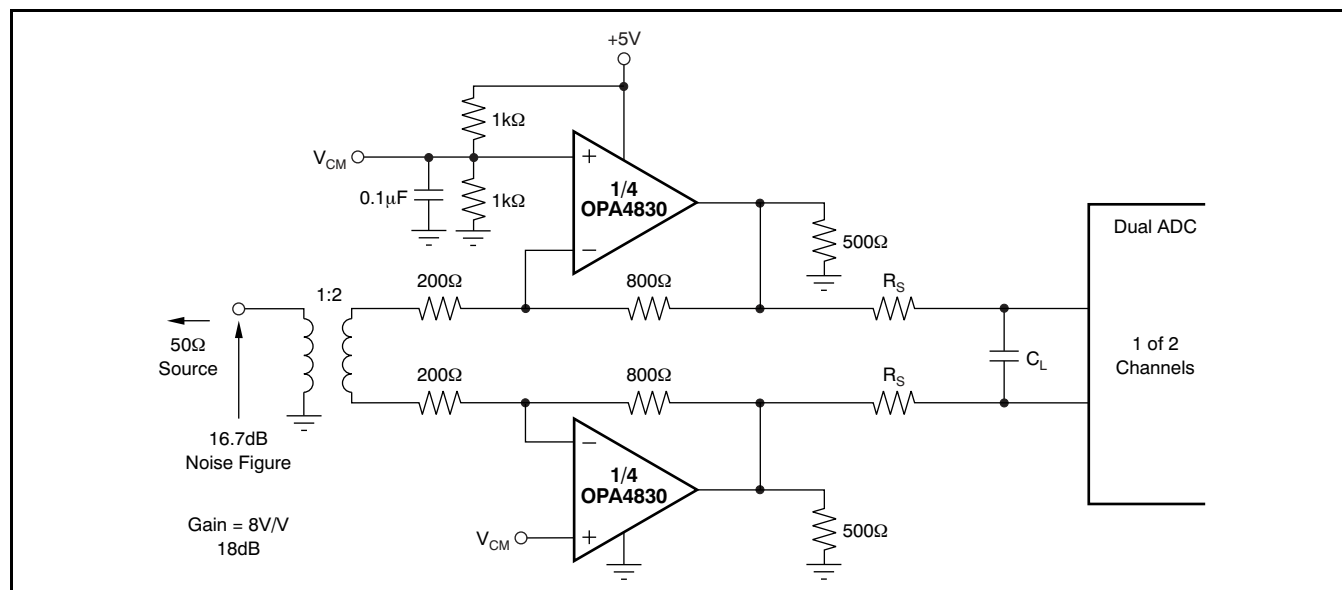 +5V
1kΩ
V_CM
0.1μF
1kΩ
+
1/4
OPA4830
−
500Ω
Dual ADC
1 of 2
Channels
200Ω
800Ω
R_S
1:2
50Ω
Source
C_L
200Ω
800Ω
R_S
16.7dB
Noise Figure
−
1/4
OPA4830
+
500Ω
Gain = 8V/V
18dB
V_CM